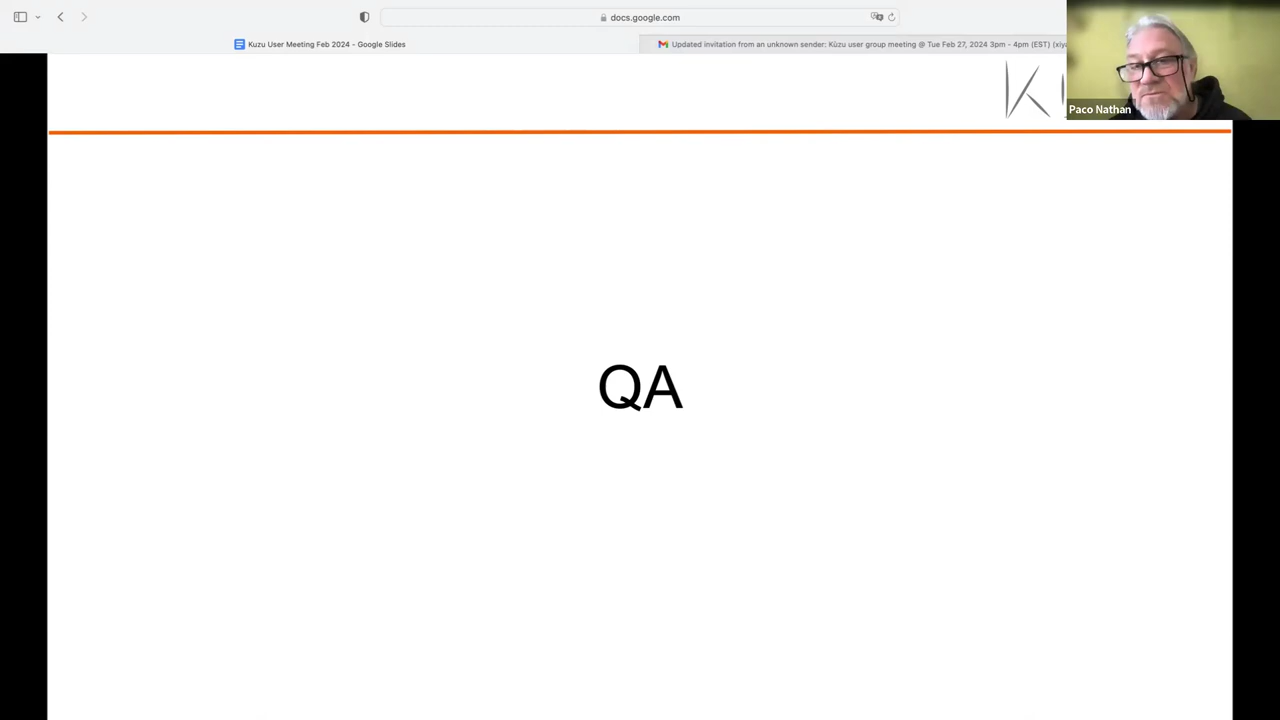 docs.google.com
Kuzu User Meeting Feb 2024 - Google Slides
Updated invitation from an unknown sender: Kùzu user group meeting @ Tue Feb 27, 2024 3pm - 4pm (EST) (xiy
K
Paco Nathan
QA